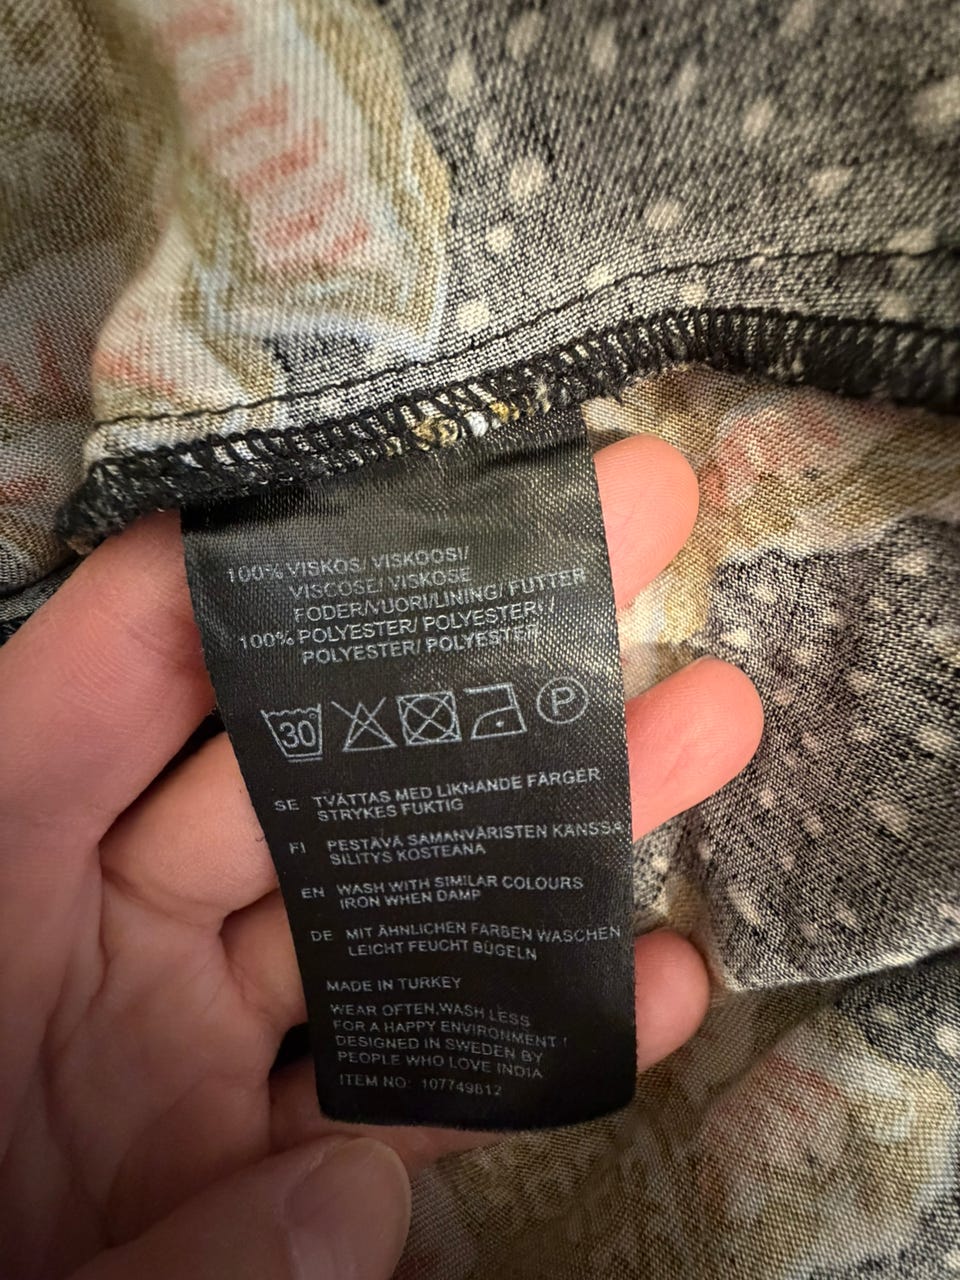 100% VISKOS/ VISKOOSI/
VISCOSE/ VISKOSE
FODER/VUORI/LINING/ FUTTER
100% POLYESTER/ POLYESTERI /
POLYESTER/ POLYESTER
30
P
SE TVÄTTAS MED LIKNANDE FÄRGER
STRYKES FUKTIG
FI PESTÄVÄ SAMANVÄRISTEN KANSSA
SILITYS KOSTEANA
EN WASH WITH SIMILAR COLOURS
IRON WHEN DAMP
DE MIT ÄHNLICHEN FARBEN WASCHEN
LEICHT FEUCHT BÜGELN
MADE IN TURKEY
WEAR OFTEN,WASH LESS
FOR A HAPPY ENVIRONMENT !
DESIGNED IN SWEDEN BY
PEOPLE WHO LOVE INDIA
ITEM NO: 107749812